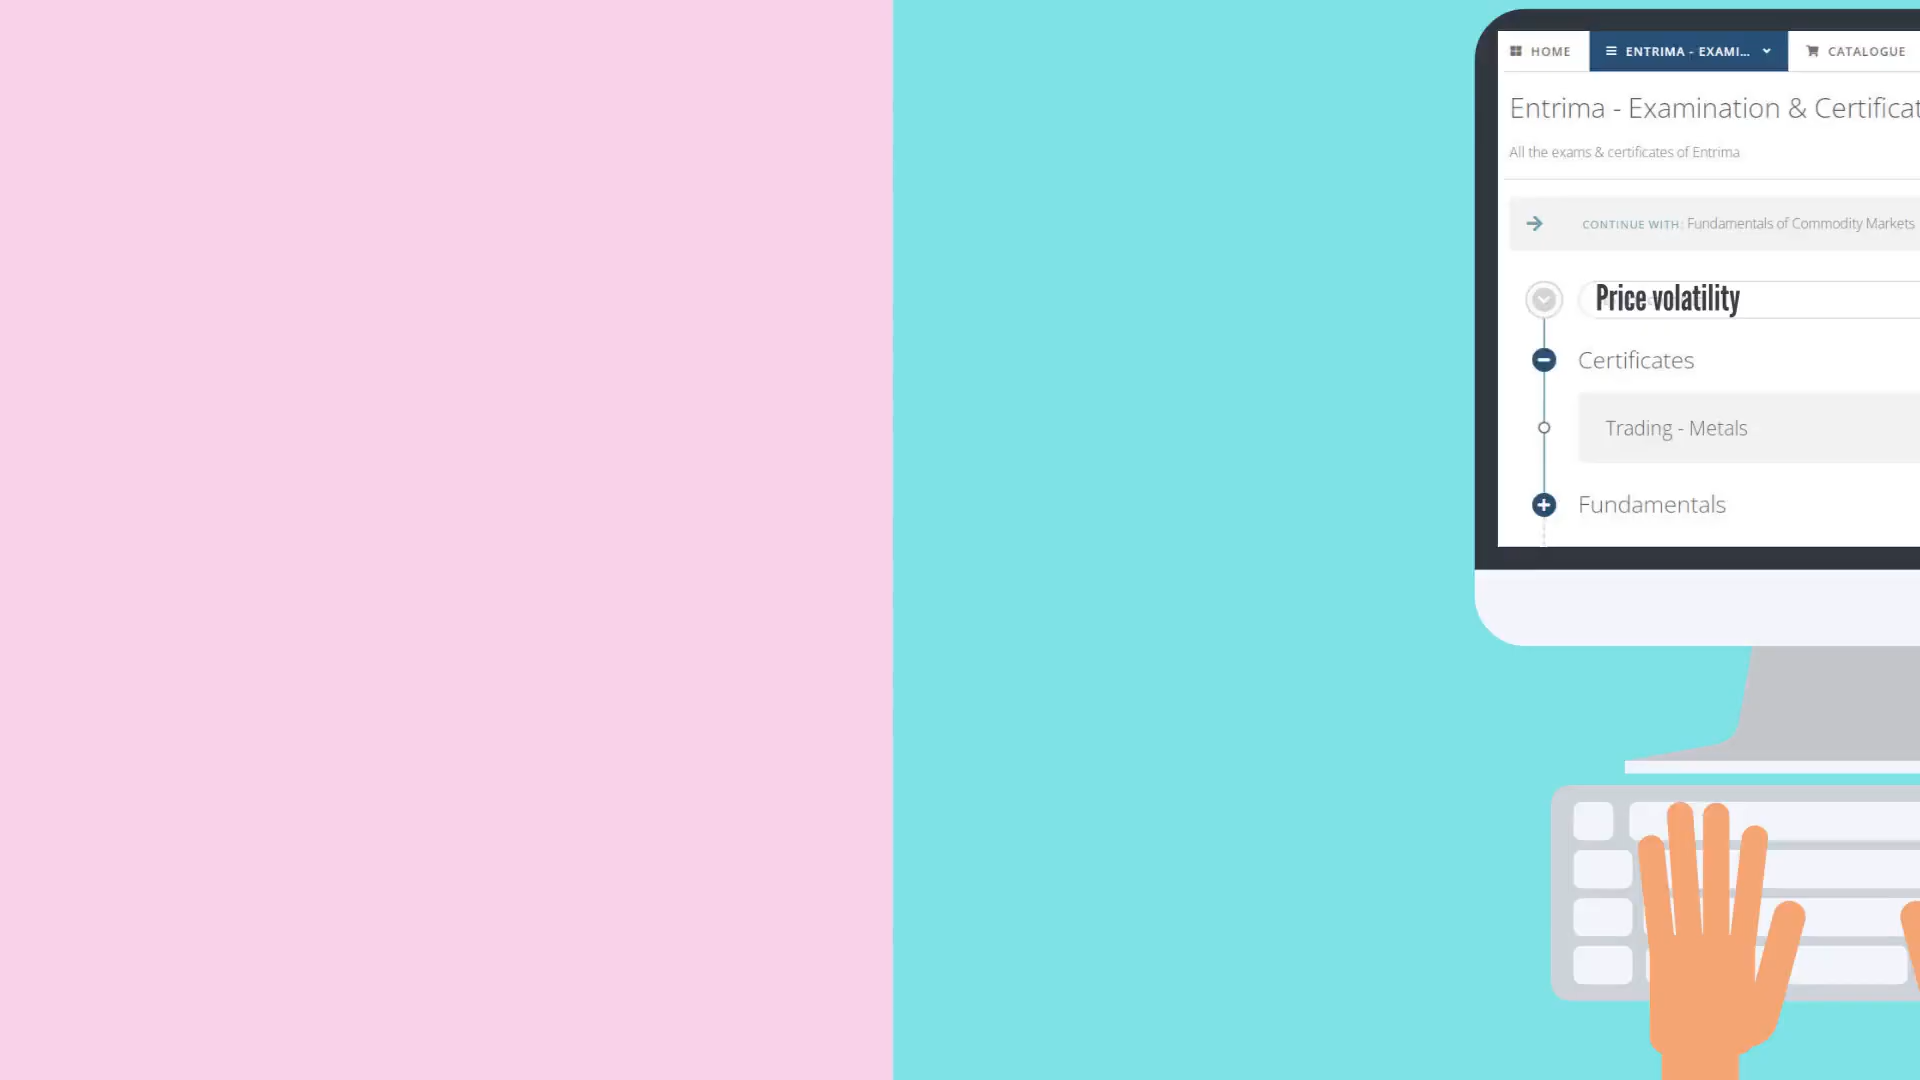 HOME
ENTRIMA - EXAMI...
CATALOGUE
Entrima - Examination & Certificat
All the exams & certificates of Entrima
CONTINUE WITH: Fundamentals of Commodity Markets
Price volatility
Certificates
Trading - Metals
Fundamentals